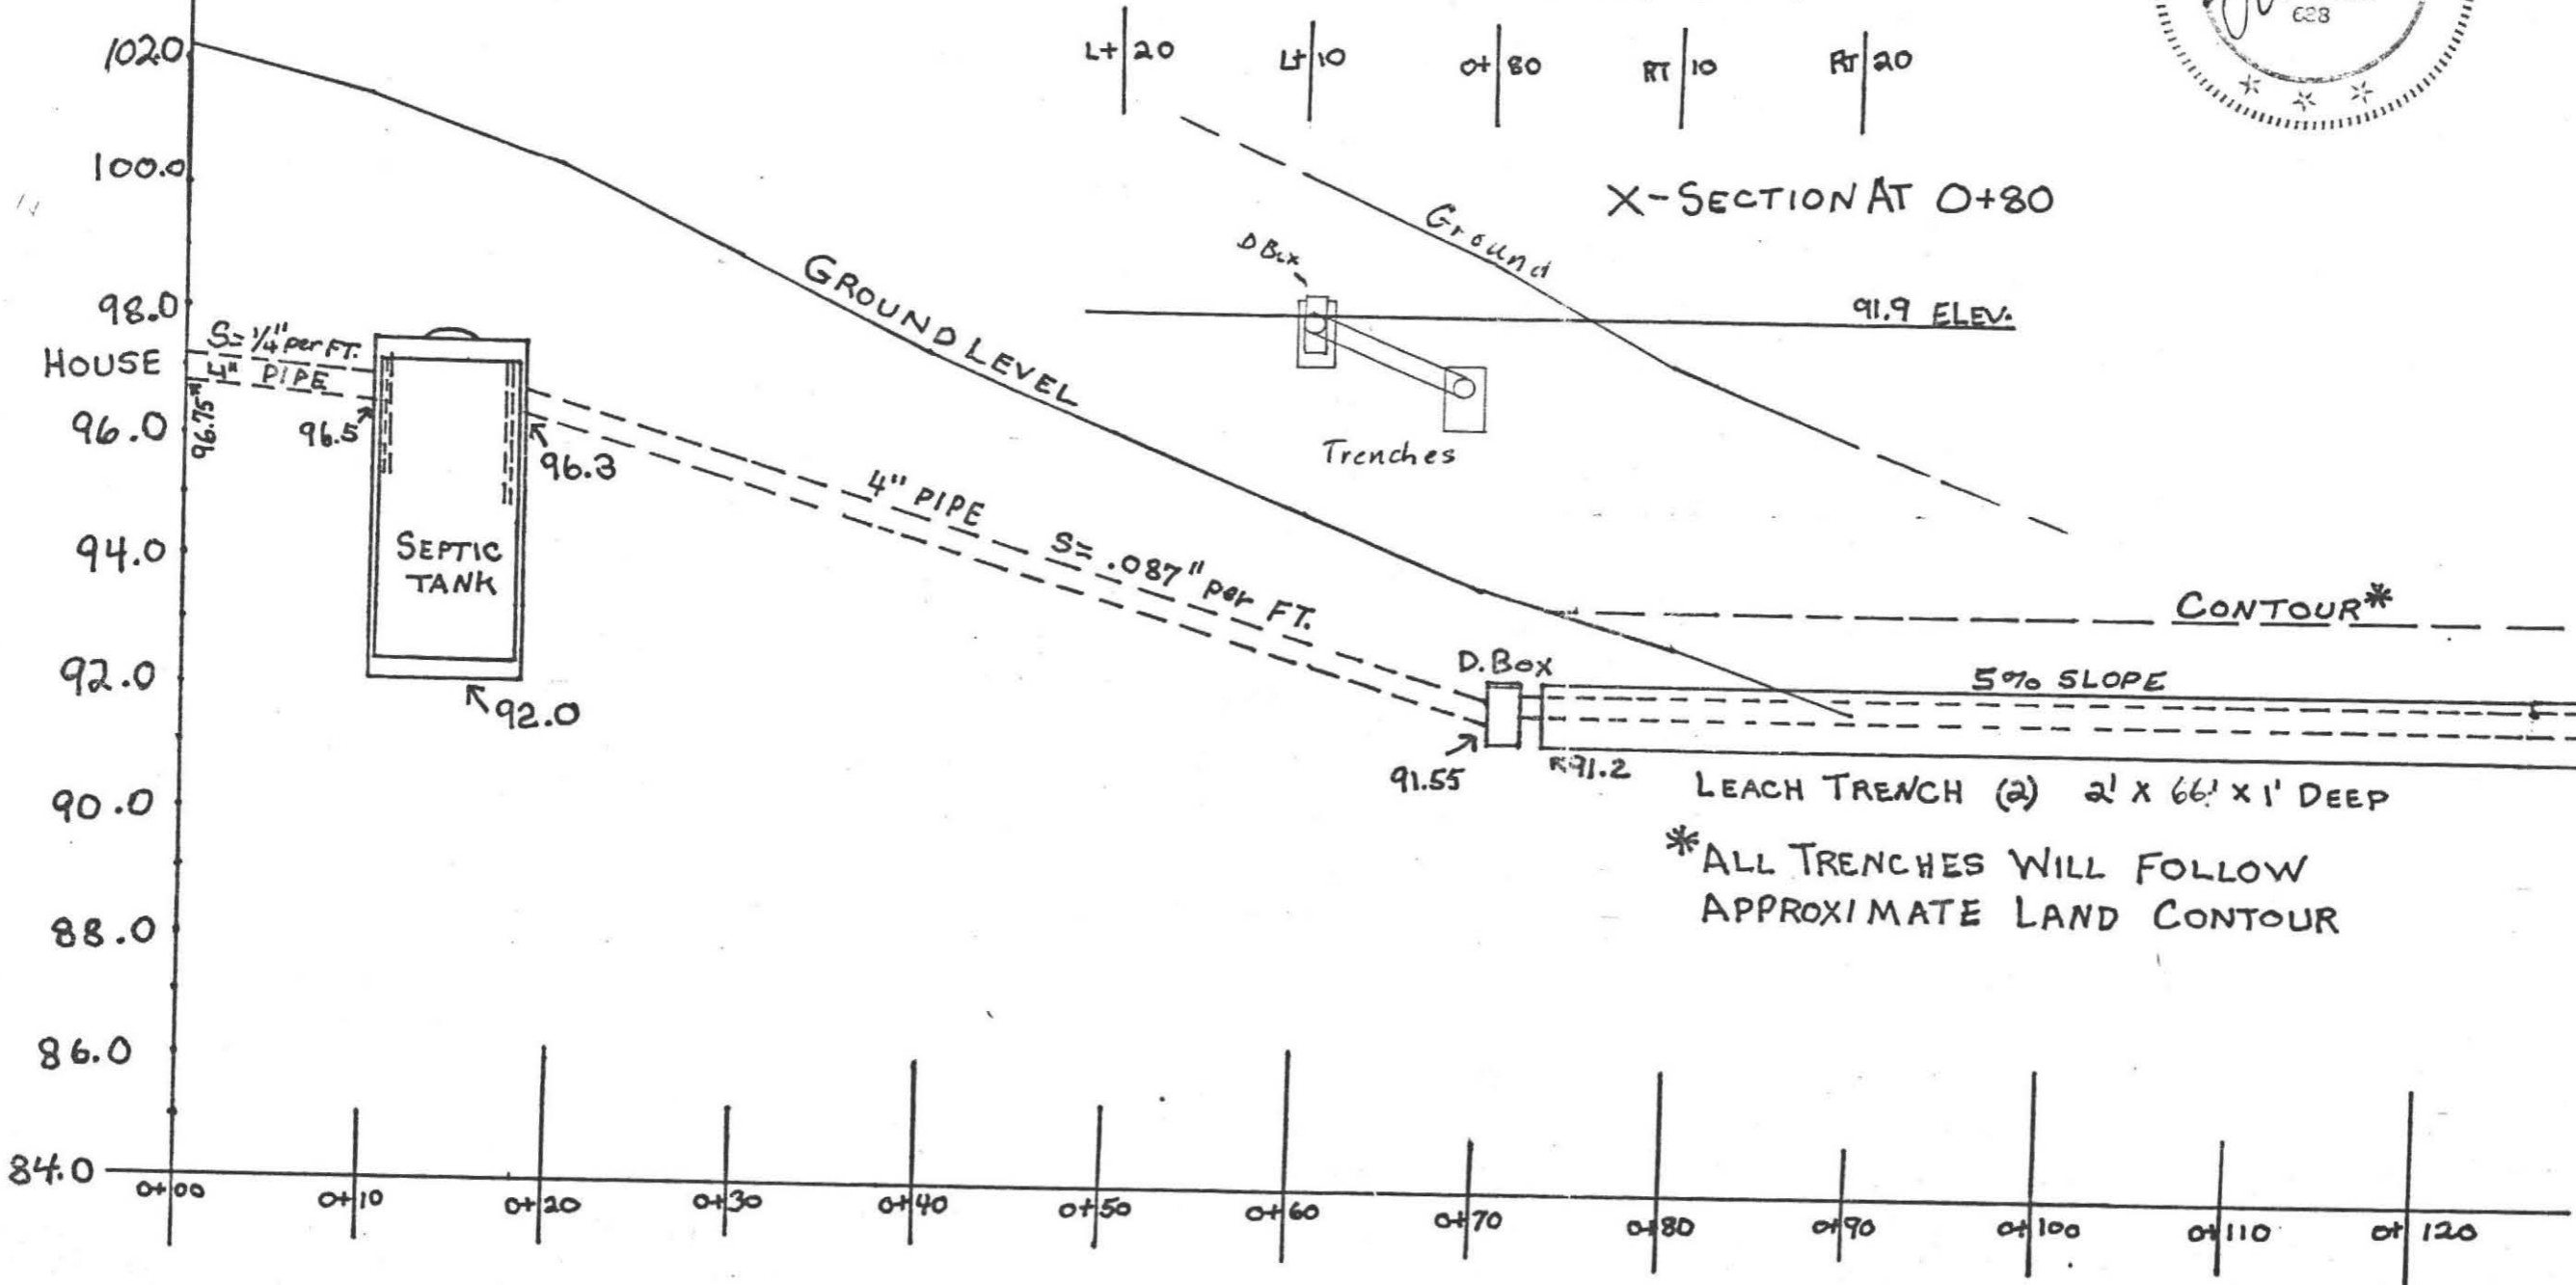 628
L+ 20
L+ 10
0+ 80
RT 10
RT 20
X-SECTION AT 0+80
102.0
100.0
98.0
HOUSE
96.0
94.0
92.0
90.0
88.0
86.0
84.0
S= 1/4" per FT.
4" PIPE
96.75
96.5
96.3
SEPTIC
TANK
92.0
GROUND LEVEL
4" PIPE S= .087" per FT.
D Box
Ground
91.9 ELEV.
Trenches
CONTOUR*
D. Box
5% SLOPE
91.55
91.2
LEACH TRENCH (2) 2' X 66' X 1' DEEP
*ALL TRENCHES WILL FOLLOW
APPROXIMATE LAND CONTOUR
0+00 0+10 0+20 0+30 0+40 0+50 0+60 0+70 0+80 0+90 0+100 0+110 0+120